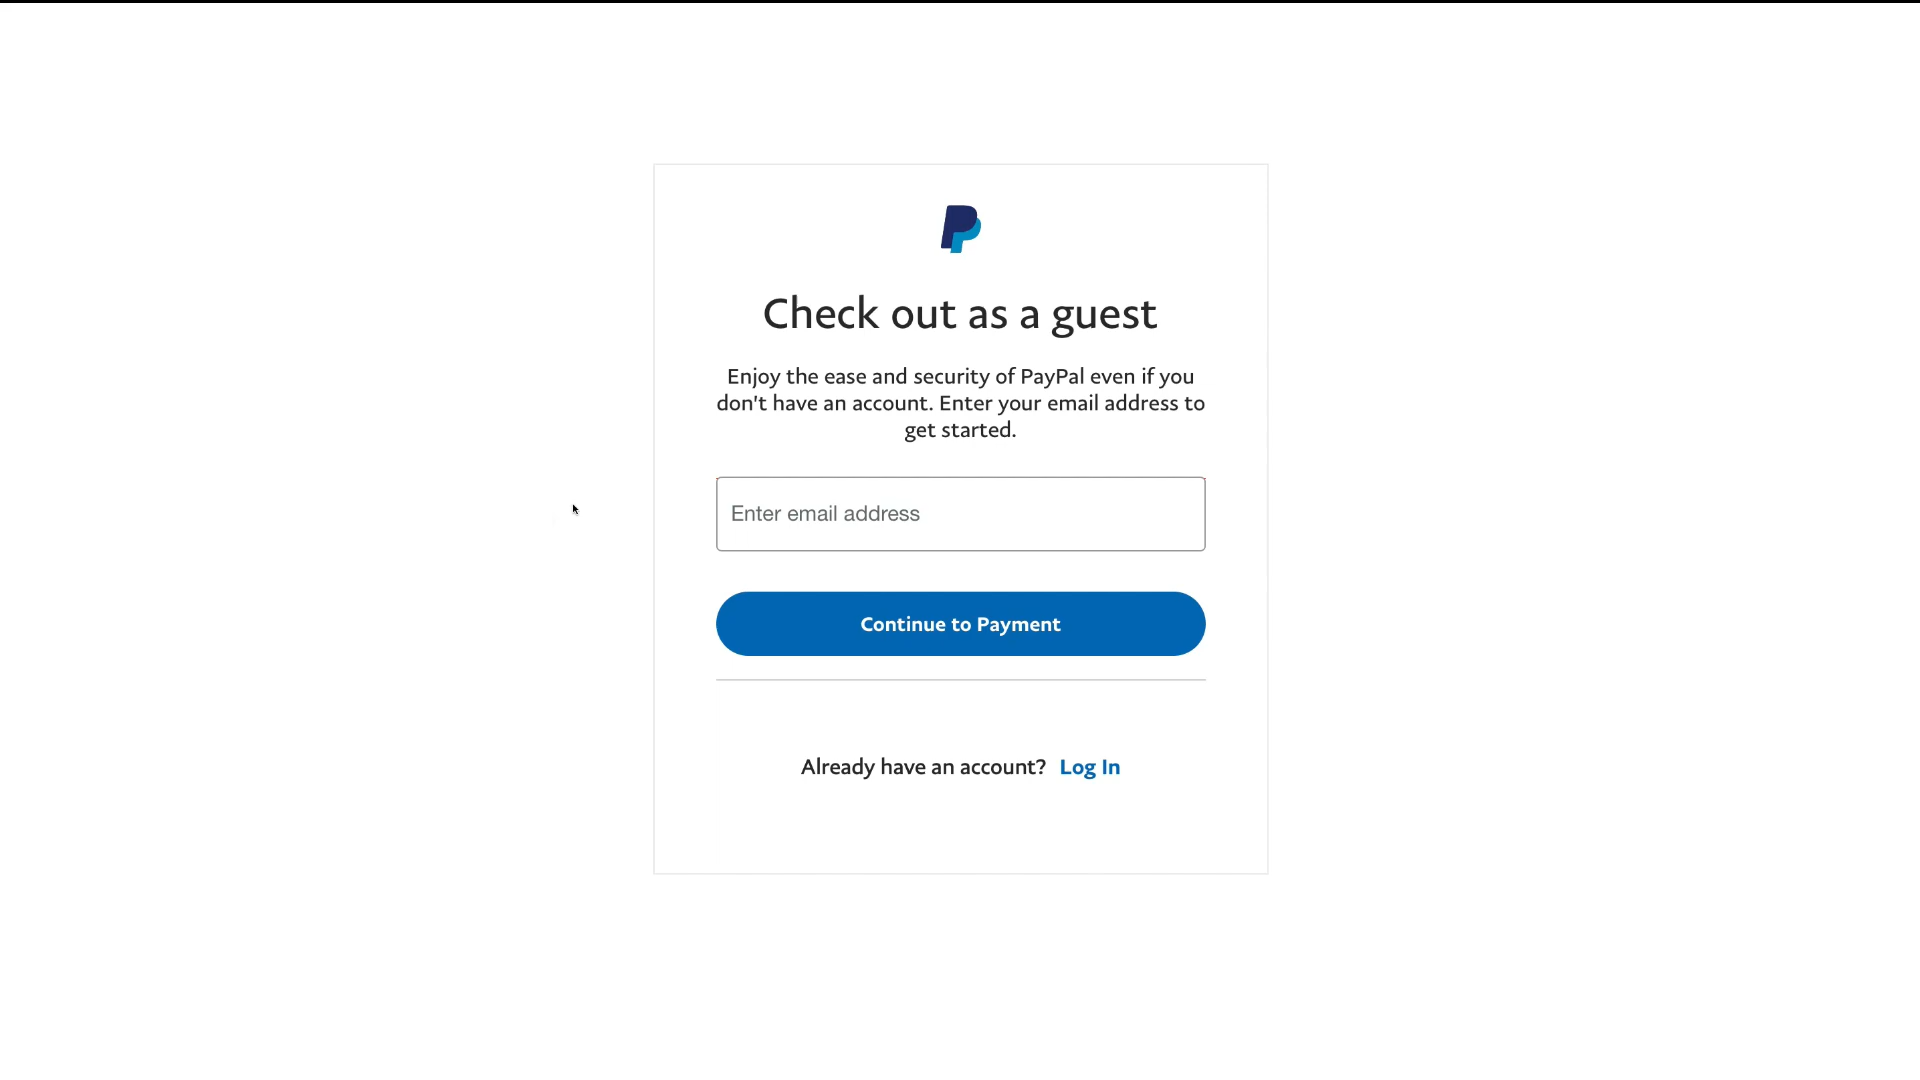 Check out as a guest
Enjoy the ease and security of PayPal even if you
don't have an account. Enter your email address to
get started.
Enter email address
Continue to Payment
Already have an account? Log In